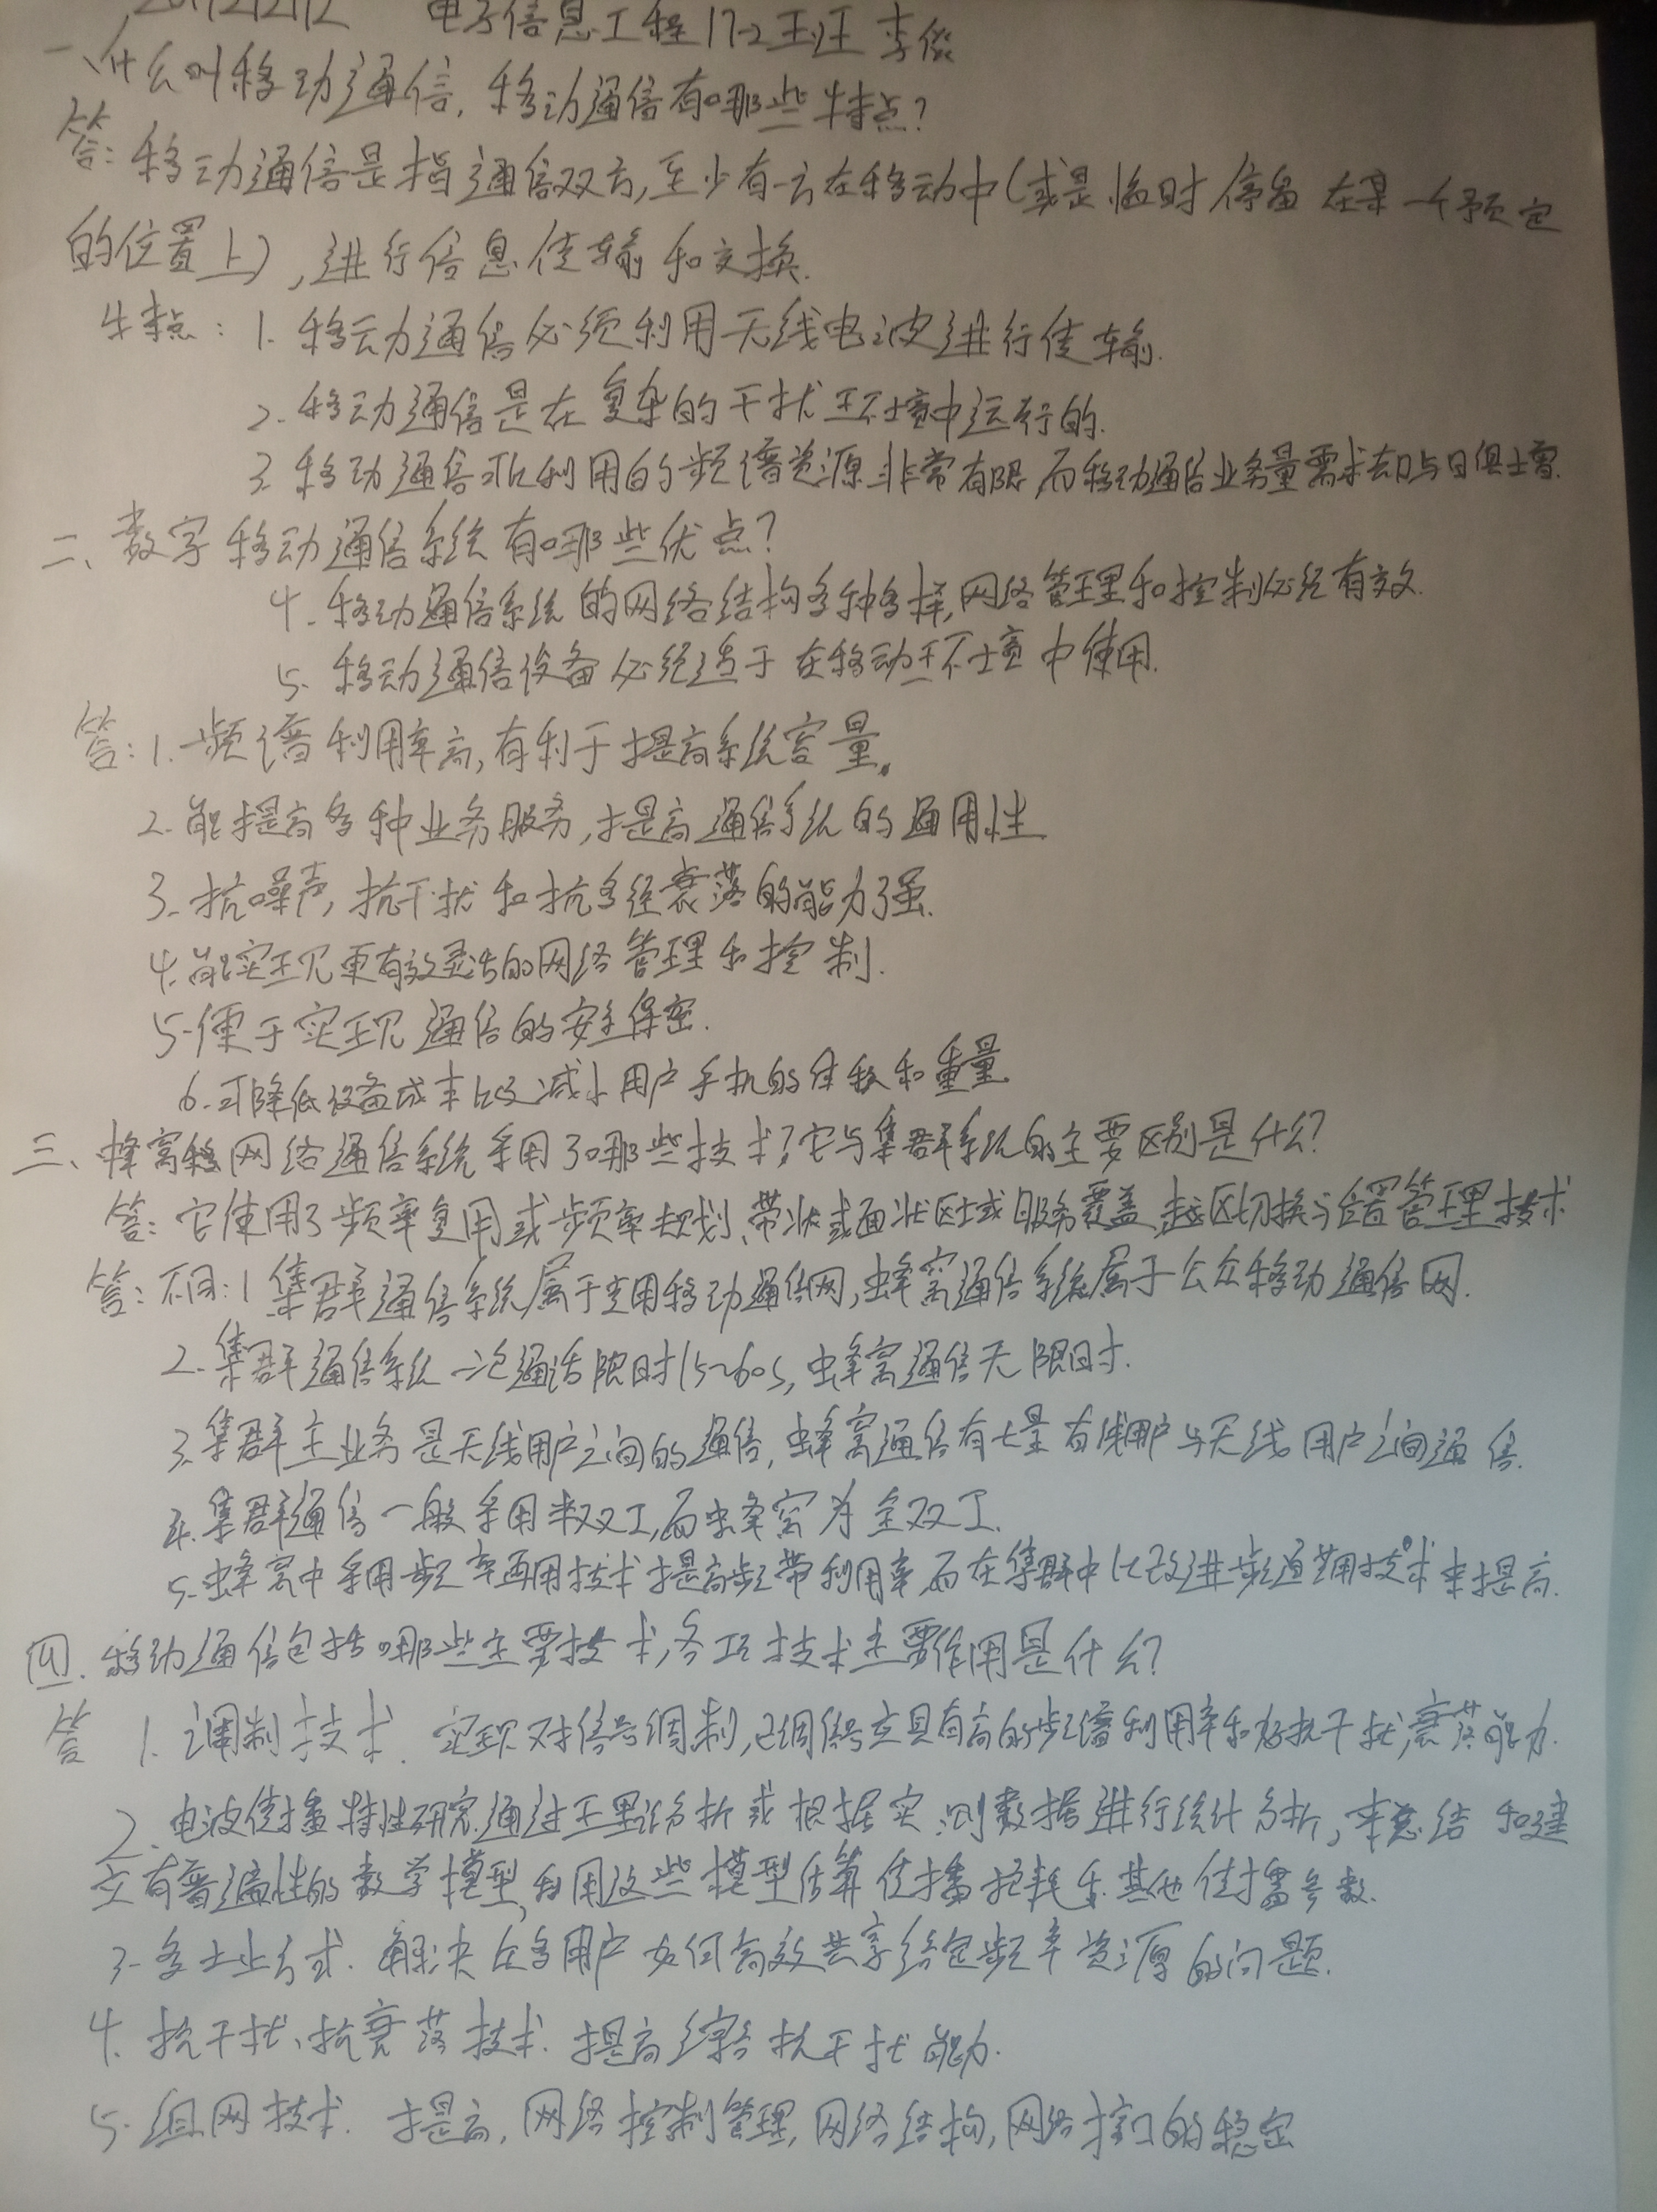 电子信息工程17-2班 李俊
一、什么叫移动通信,移动通信有哪些特点?
答:移动通信是指通信双方,至少有一方在移动中(或是临时停留在某一个预定
的位置上),进行信息传输和交换.
特点:1.移动通信必须利用无线电波进行传输.
2.移动通信是在复杂的干扰环境中运行的.
3.移动通信可以利用的频谱资源非常有限,而移动通信业务量需求却与日俱增.
二、数字移动通信系统有哪些优点?
4.移动通信系统的网络结构多种多样,网络管理和控制必须有效.
5.移动通信设备必须适于在移动环境中使用.
答:1.频谱利用率高,有利于提高系统容量。
2.能提高多种业务服务,提高通信系统的通用性
3.抗噪声,抗干扰和抗多径衰落的能力强.
4.能实现更有效灵活的网络管理和控制.
5.便于实现通信的安全保密.
6.可降低设备成本以及减小用户手机的体积和重量
三、蜂窝移网络通信系统采用了哪些技术?它与集群系统的主要区别是什么?
答:它使用了频率复用或频率规划、带状或面状区域服务覆盖,越区切换与位置管理技术
答:不同:1集群通信系统属于专用移动通信网,蜂窝通信系统属于公众移动通信网.
2.集群通信系统一次通话限时15~60s,蜂窝通信无限时.
3.集群主业务是无线用户之间的通信,蜂窝通信有大量有线用户与无线用户之间通信.
4.集群通信一般采用半双工,而蜂窝为全双工.
5.蜂窝中采用频率再用技术提高频带利用率,而在集群中以改进频道共用技术来提高.
四.移动通信包括哪些主要技术,各项技术主要作用是什么?
答 1.调制技术.实现对信号调制,已调信号应具有高的频谱利用率和好抗干扰,衰落能力.
2.电波传播特性研究.通过理论分析或根据实测数据进行统计分析,来总结和建
立有普遍性的数学模型,利用这些模型估算传播损耗和其他传播参数.
3.多址方式.解决在多用户如何高效共享给定频率资源的问题.
4.抗干扰、抗衰落技术.提高综合抗干扰能力.
5.组网技术.提高,网络控制管理,网络结构,网络接口的稳定